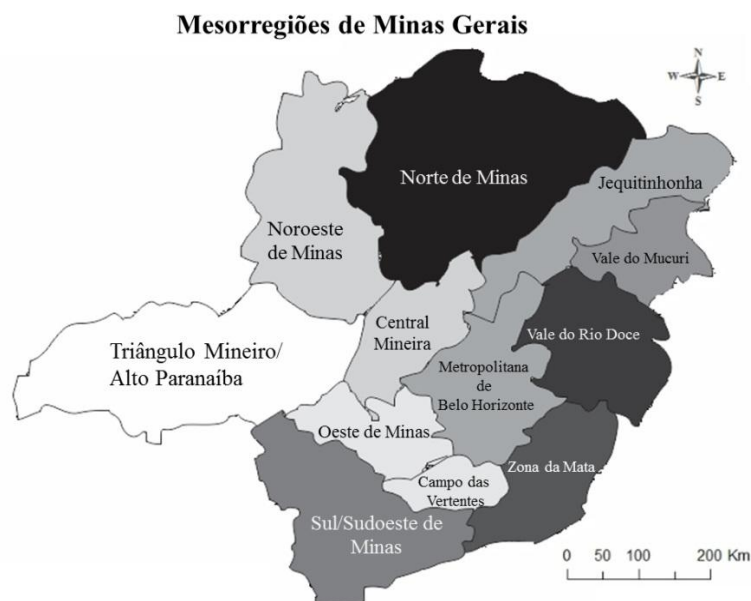 Mesorregiões de Minas Gerais
N
W E
S
Norte de Minas
Jequitinhonha
Noroeste
de Minas
Vale do Mucuri
Central
Mineira
Vale do Rio Doce
Triângulo Mineiro/
Alto Paranaíba
Metropolitana
de
Belo Horizonte
Oeste de Minas
Zona da Mata
Campo das
Vertentes
Sul/Sudoeste de
Minas
0 50 100 200 Km